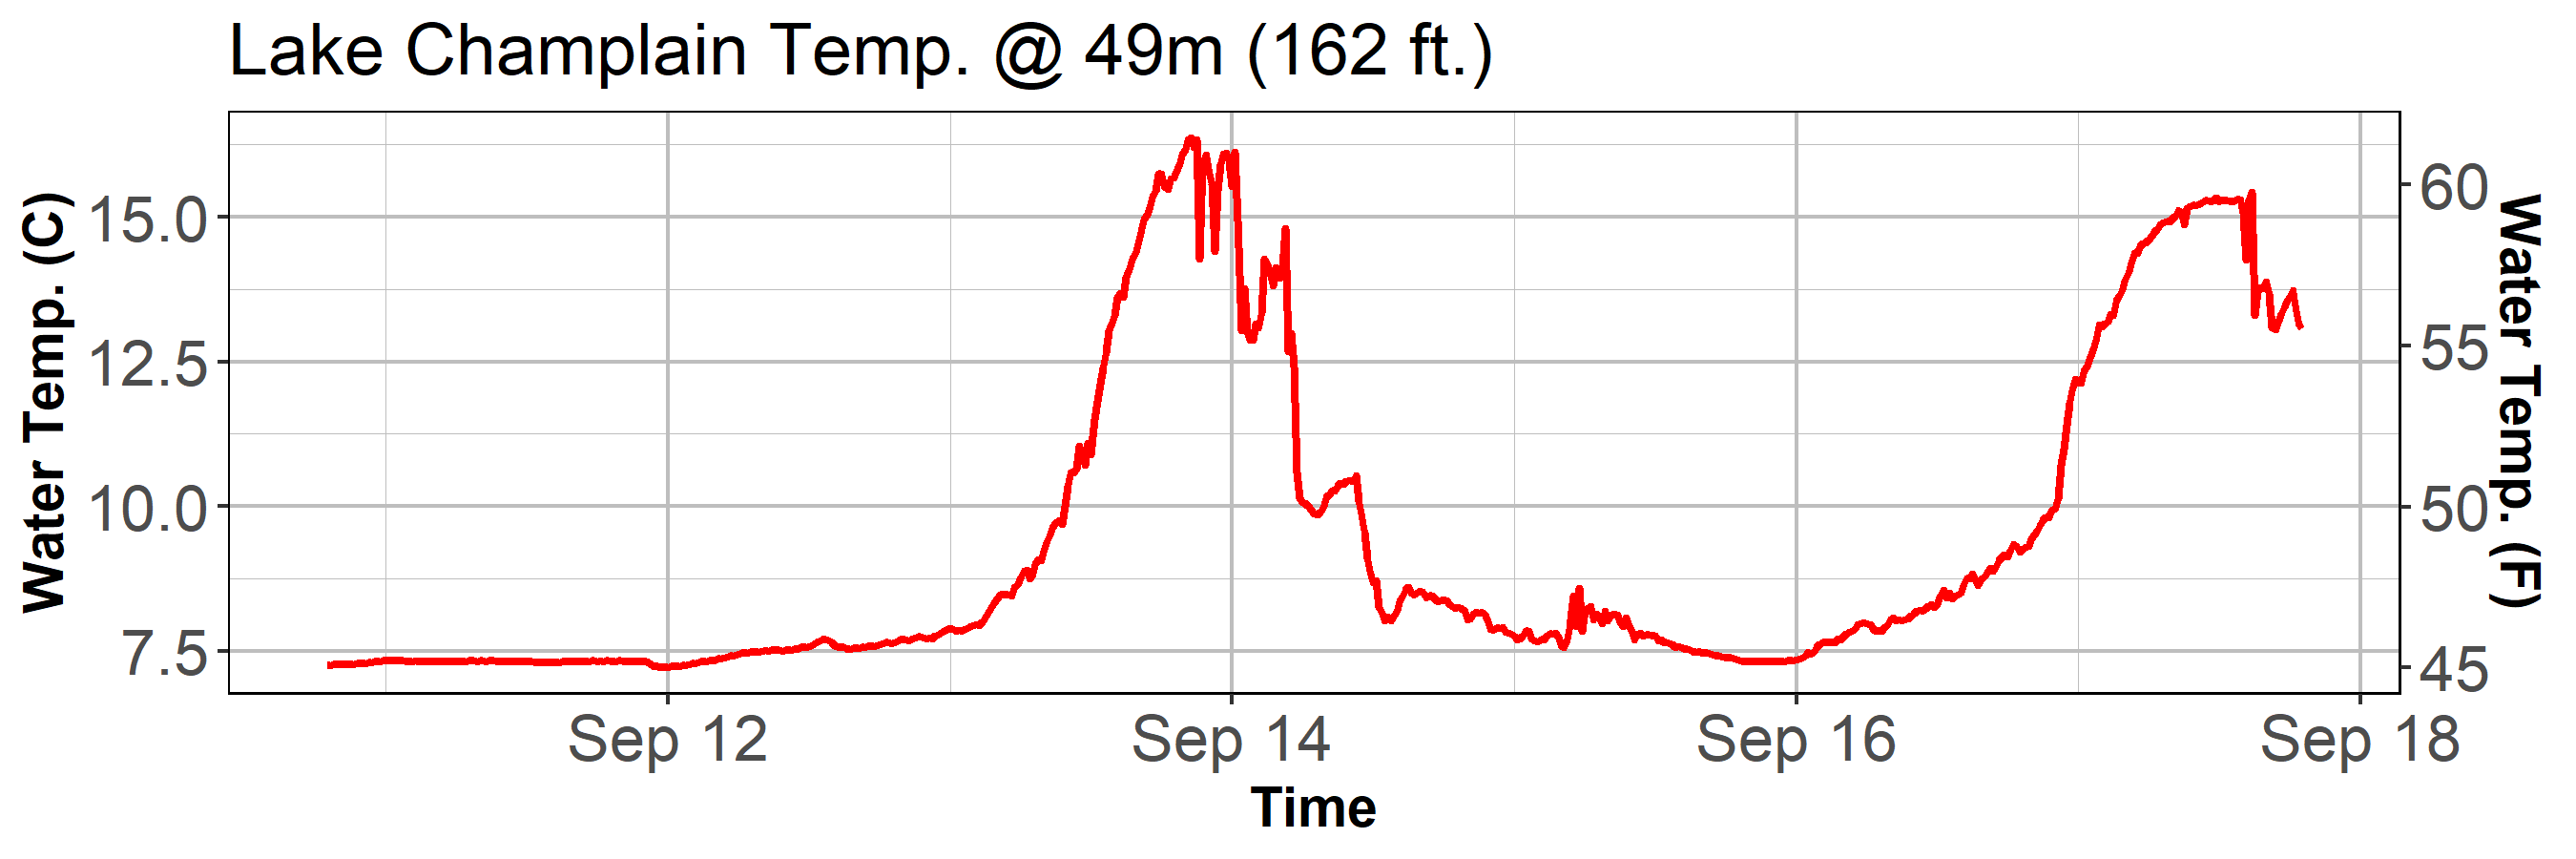 Lake Champlain Temp. @ 49m (162 ft.)
Water Temp. (C)
15.0
12.5
10.0
7.5
60
55
50
45
Water Temp. (F)
Sep 12
Sep 14
Sep 16
Sep 18
Time